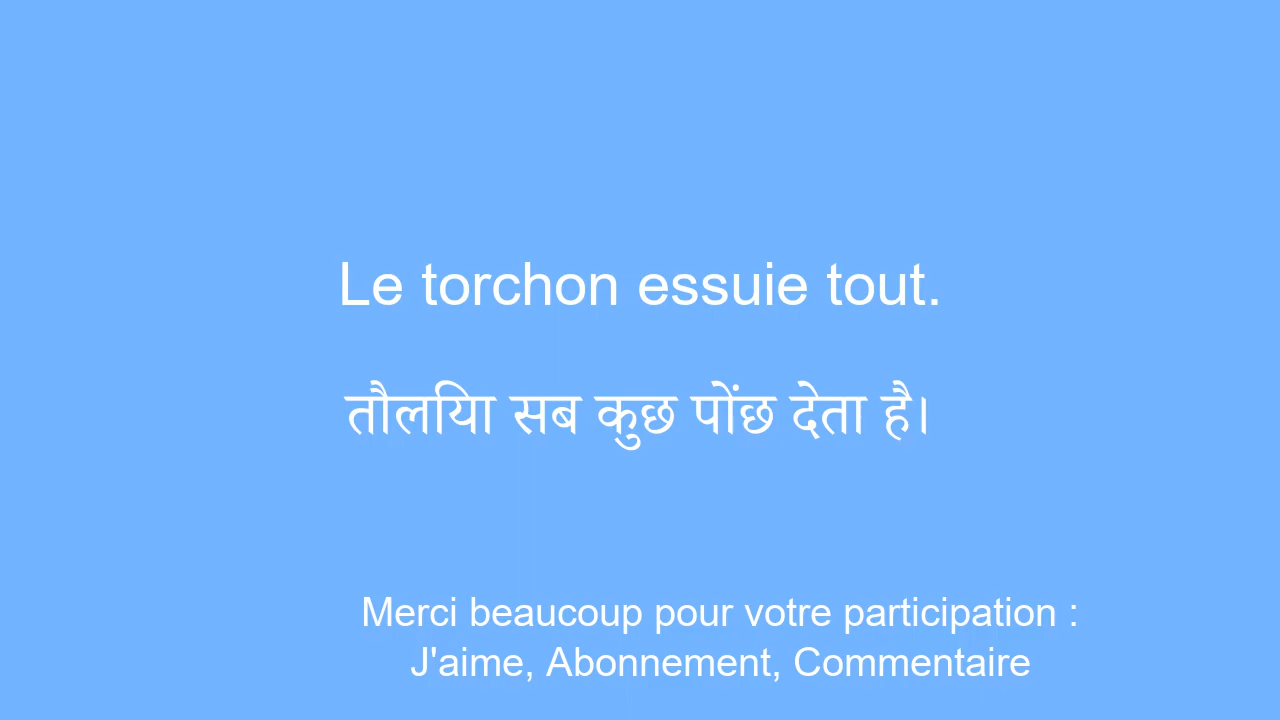 Le torchon essuie tout.
तौलिया सब कुछ पोंछ देता है।
Merci beaucoup pour votre participation :
J'aime, Abonnement, Commentaire